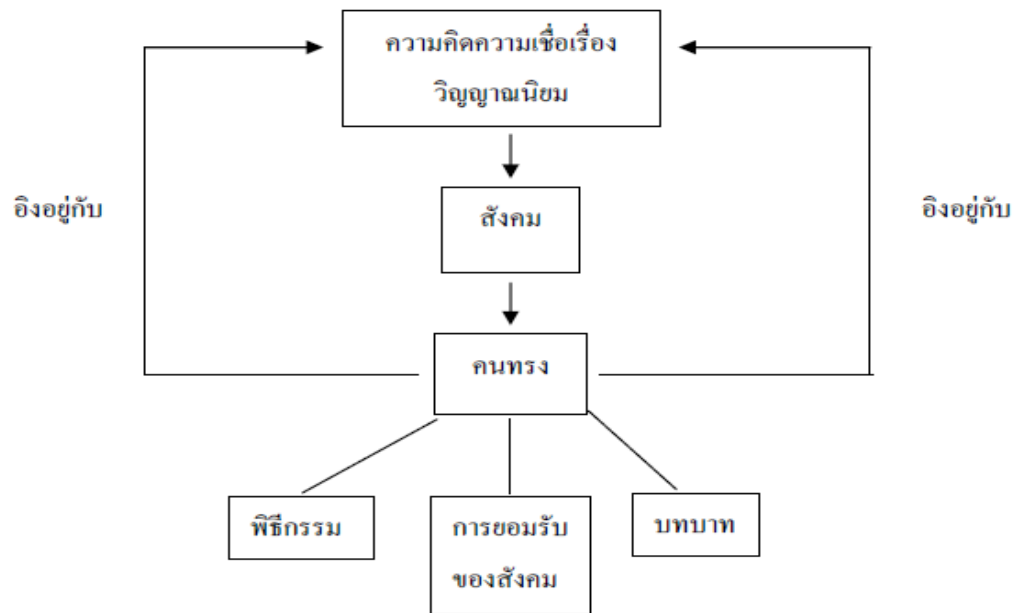 ความคิดความเชื่อเรื่อง
วิญญาณนิยม
อิงอยู่กับ
สังคม
อิงอยู่กับ
คนทรง
พิธีกรรม
การยอมรับ
ของสังคม
บทบาท